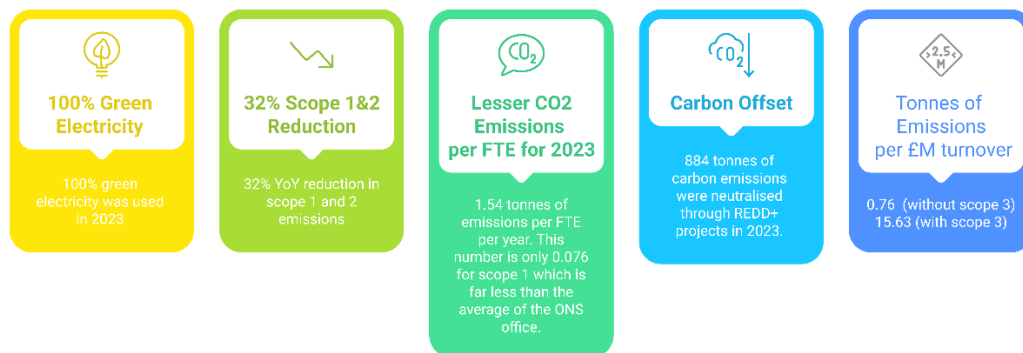 100% Green
Electricity
100% green
electricity was used
in 2023
32% Scope 1&2
Reduction
32% YoY reduction in
scope 1 and 2
emissions
CO2
Lesser CO2
Emissions
per FTE for 2023
1.54 tonnes of
emissions per FTE
per year. This
number is only 0.076
for scope 1 which is
far less than the
average of the ONS
office.
CO2
Carbon Offset
884 tonnes of
carbon emissions
were neutralised
through REDD+
projects in 2023.
2.5
M
Tonnes of
Emissions
per £M turnover
0.76 (without scope 3)
15.63 (with scope 3)